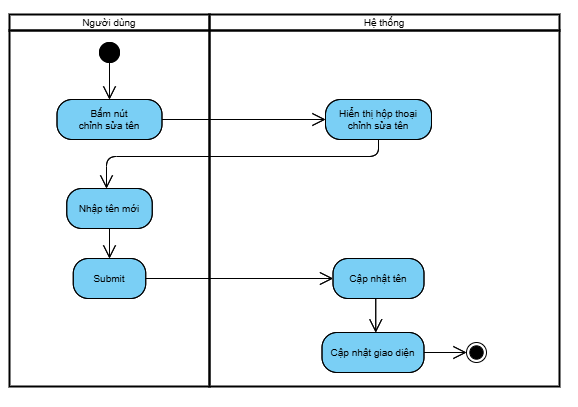 Người dùng
Hệ thống
Bấm nút
chỉnh sửa tên
Hiển thị hộp thoại
chỉnh sửa tên
Nhập tên mới
Submit
Cập nhật tên
Cập nhật giao diện